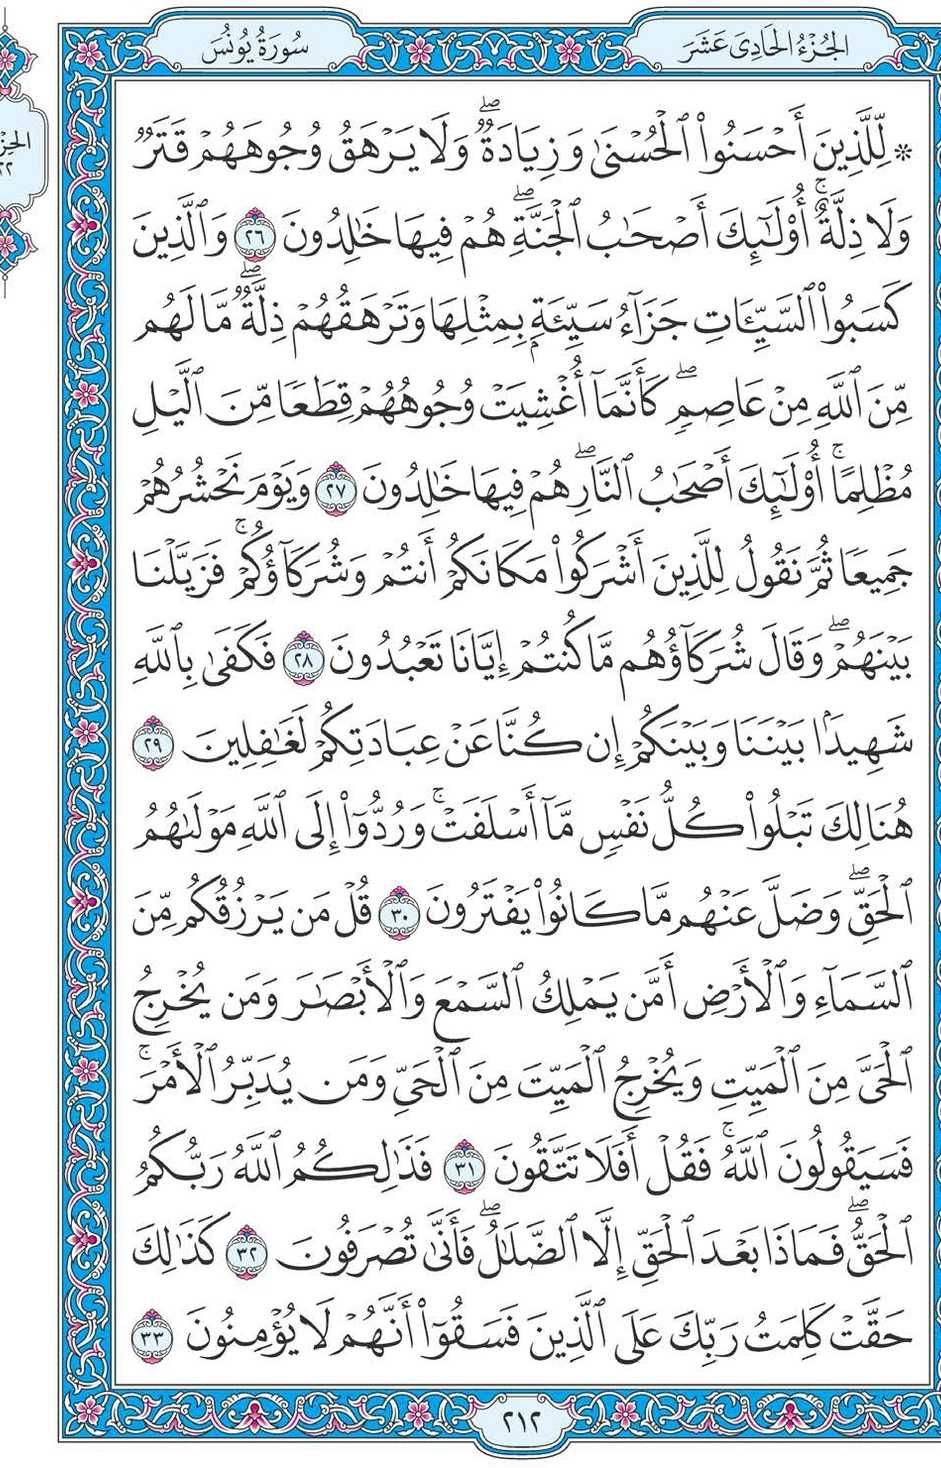 الجُزْءُ الحَادِىَ عَشَرَ
سُورَةُ يُونُسَ
۞ لِّلَّذِينَ أَحْسَنُوا۟ ٱلْحُسْنَىٰ وَزِيَادَةٌۖ وَلَا يَرْهَقُ وُجُوهَهُمْ قَتَرٌ
وَلَا ذِلَّةٌۚ أُو۟لَٰٓئِكَ أَصْحَٰبُ ٱلْجَنَّةِۖ هُمْ فِيهَا خَٰلِدُونَ ٢٦ وَٱلَّذِينَ
كَسَبُوا۟ ٱلسَّيِّـَٔاتِ جَزَآءُ سَيِّئَةٍۭ بِمِثْلِهَا وَتَرْهَقُهُمْ ذِلَّةٌۖ مَّا لَهُم
مِّنَ ٱللَّهِ مِنْ عَاصِمٍۖ كَأَنَّمَآ أُغْشِيَتْ وُجُوهُهُمْ قِطَعًا مِّنَ ٱلَّيْلِ
مُظْلِمًاۚ أُو۟لَٰٓئِكَ أَصْحَٰبُ ٱلنَّارِۖ هُمْ فِيهَا خَٰلِدُونَ ٢٧ وَيَوْمَ نَحْشُرُهُمْ
جَمِيعًا ثُمَّ نَقُولُ لِلَّذِينَ أَشْرَكُوا۟ مَكَانَكُمْ أَنتُمْ وَشُرَكَآؤُكُمْۚ فَزَيَّلْنَا
بَيْنَهُمْۖ وَقَالَ شُرَكَآؤُهُم مَّا كُنتُمْ إِيَّانَا تَعْبُدُونَ ٢٨ فَكَفَىٰ بِٱللَّهِ
شَهِيدًۢا بَيْنَنَا وَبَيْنَكُمْ إِن كُنَّا عَنْ عِبَادَتِكُمْ لَغَٰفِلِينَ ٢٩
هُنَالِكَ تَبْلُوا۟ كُلُّ نَفْسٍ مَّآ أَسْلَفَتْۚ وَرُدُّوٓا۟ إِلَى ٱللَّهِ مَوْلَىٰهُمُ
ٱلْحَقِّۖ وَضَلَّ عَنْهُم مَّا كَانُوا۟ يَفْتَرُونَ ٣٠ قُلْ مَن يَرْزُقُكُم مِّنَ
ٱلسَّمَآءِ وَٱلْأَرْضِ أَمَّن يَمْلِكُ ٱلسَّمْعَ وَٱلْأَبْصَٰرَ وَمَن يُخْرِجُ
ٱلْحَىَّ مِنَ ٱلْمَيِّتِ وَيُخْرِجُ ٱلْمَيِّتَ مِنَ ٱلْحَىِّ وَمَن يُدَبِّرُ ٱلْأَمْرَۚ
فَسَيَقُولُونَ ٱللَّهُۚ فَقُلْ أَفَلَا تَتَّقُونَ ٣١ فَذَٰلِكُمُ ٱللَّهُ رَبُّكُمُ
ٱلْحَقُّۖ فَمَاذَا بَعْدَ ٱلْحَقِّ إِلَّا ٱلضَّلَٰلُۖ فَأَنَّىٰ تُصْرَفُونَ ٣٢ كَذَٰلِكَ
حَقَّتْ كَلِمَتُ رَبِّكَ عَلَى ٱلَّذِينَ فَسَقُوٓا۟ أَنَّهُمْ لَا يُؤْمِنُونَ ٣٣
٢١٢